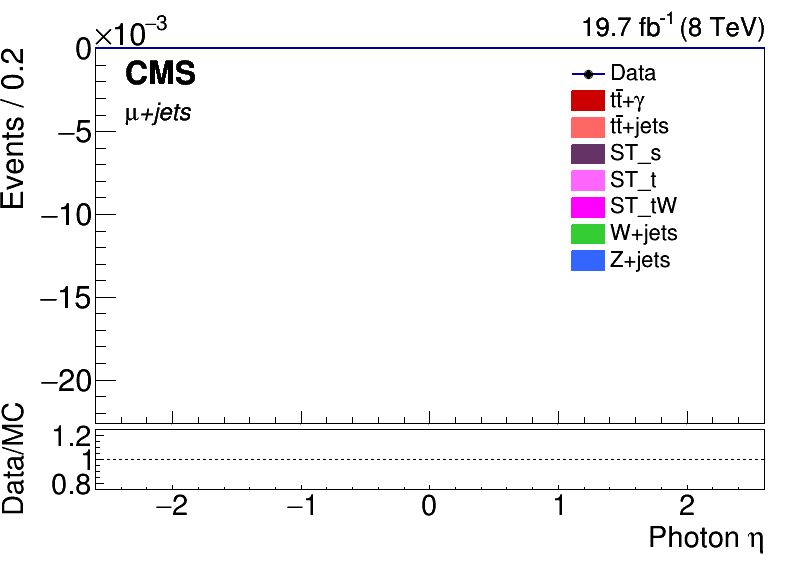 ×10⁻³
19.7 fb⁻¹ (8 TeV)
CMS
μ+jets
Events / 0.2
0
−5
−10
−15
−20
Data
tt̄+γ
tt̄+jets
ST_s
ST_t
ST_tW
W+jets
Z+jets
Data/MC
1.2
1
0.8
−2 −1 0 1 2
Photon η